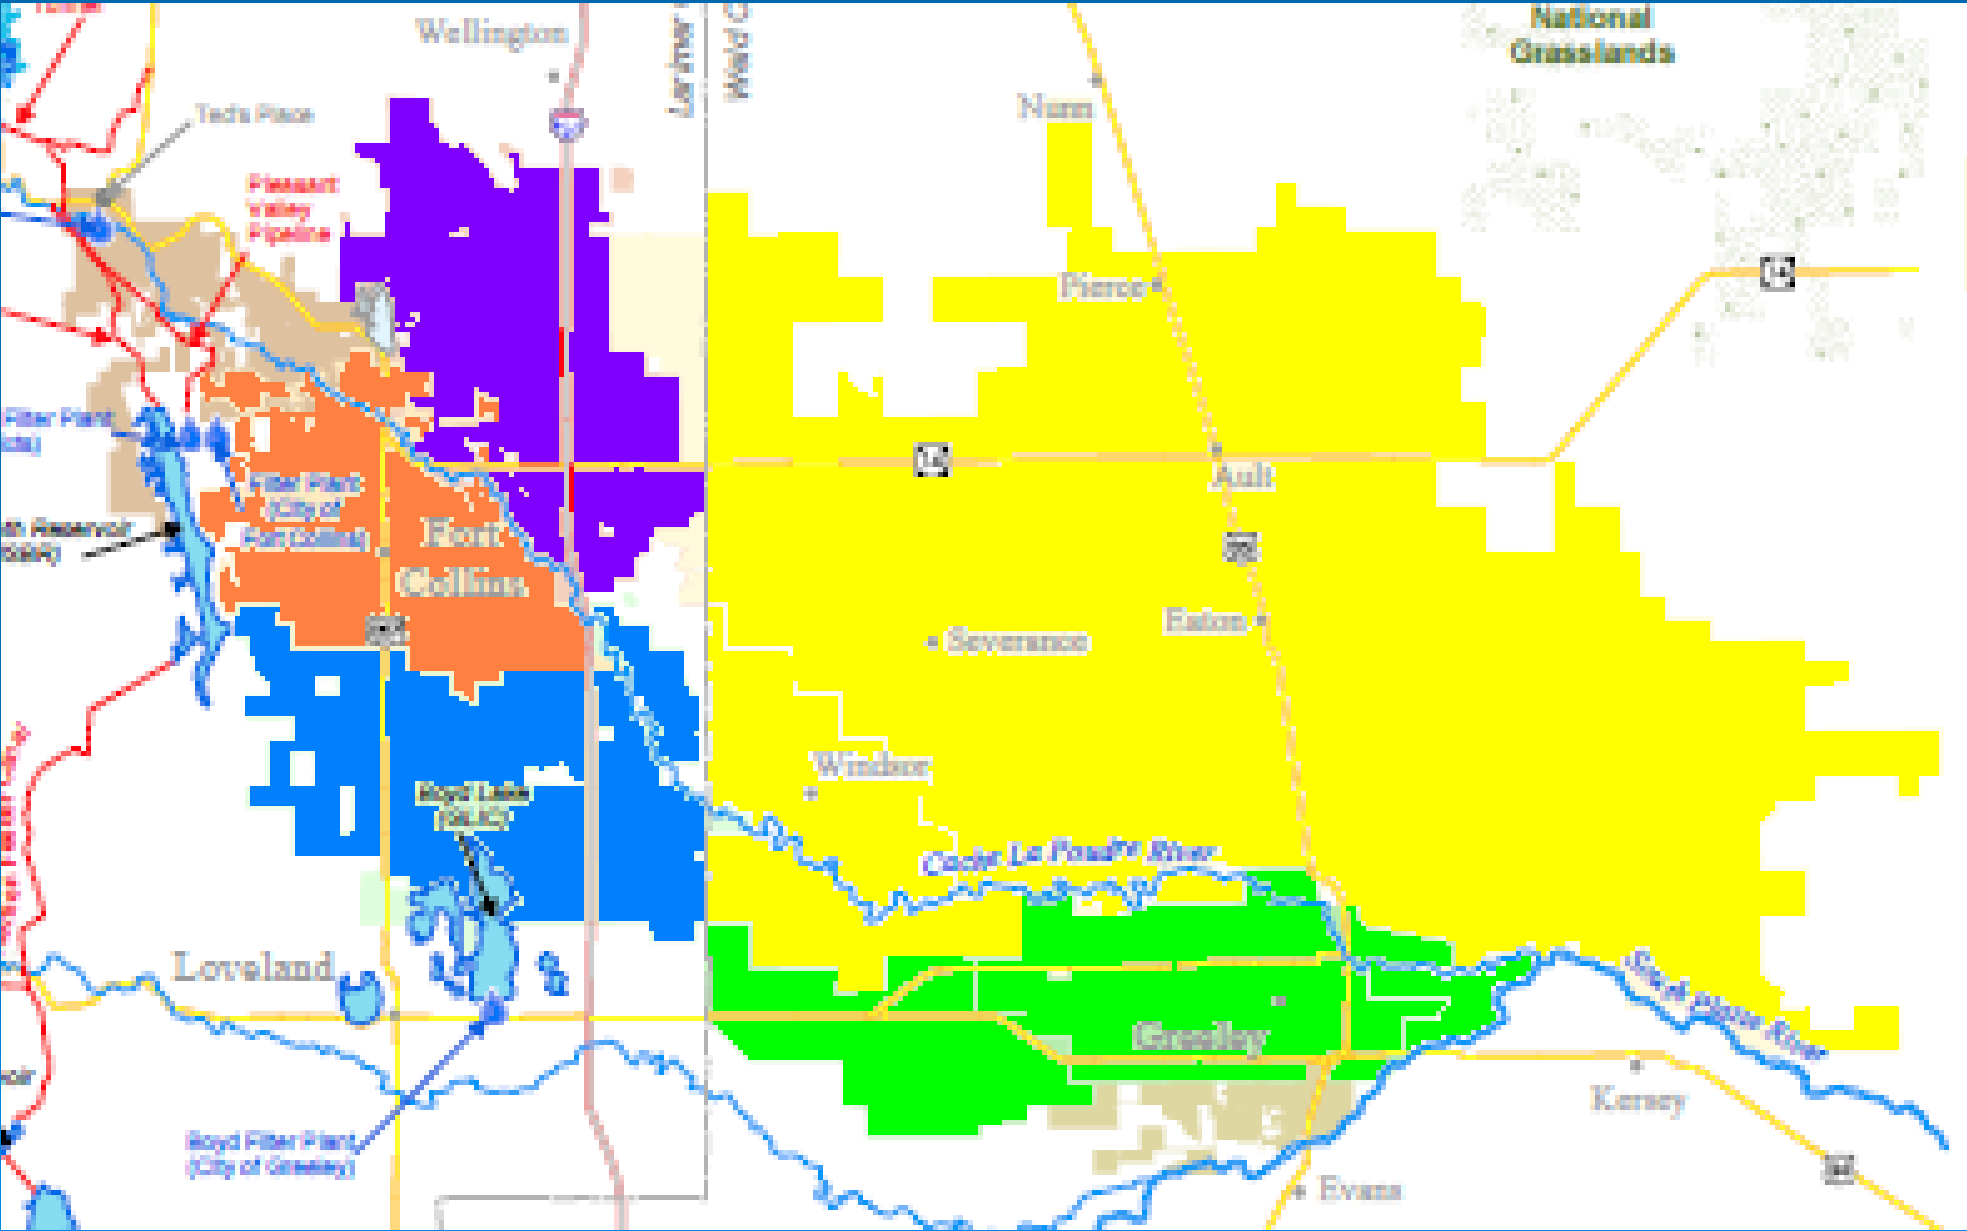 Wellington
Larimer
Weld C
National
Grasslands
Nunn
Ted's Place
Pleasant
Valley
Pipeline
Pierce
14
14
Filter Plant
Filter Plant
(City of
Fort Collins)
Fort
Collins
Reservoir
Ault
Eaton
Severance
Windsor
Boyd Lake
Cache La Poudre River
Loveland
Greeley
South Platte River
Kersey
Boyd Filter Plant
(City of Greeley)
Evans